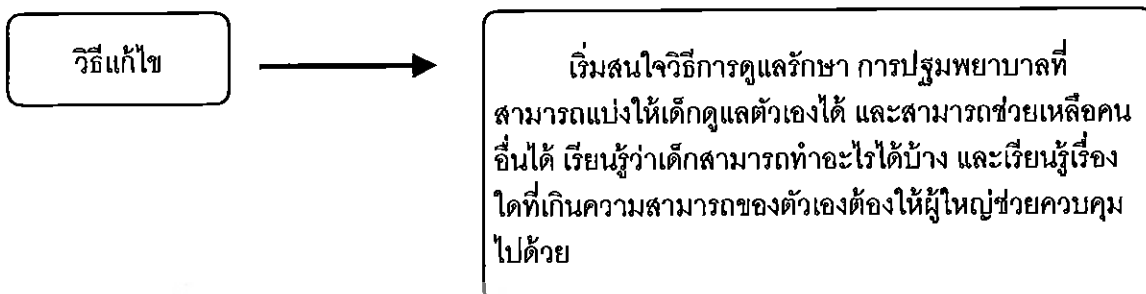 วิธีแก้ไข
เริ่มสนใจวิธีการดูแลรักษา การปฐมพยาบาลที่
สามารถแบ่งให้เด็กดูแลตัวเองได้ และสามารถช่วยเหลือคน
อื่นได้ เรียนรู้ว่าเด็กสามารถทำอะไรได้บ้าง และเรียนรู้เรื่อง
ใดที่เกินความสามารถของตัวเองต้องให้ผู้ใหญ่ช่วยควบคุม
ไปด้วย